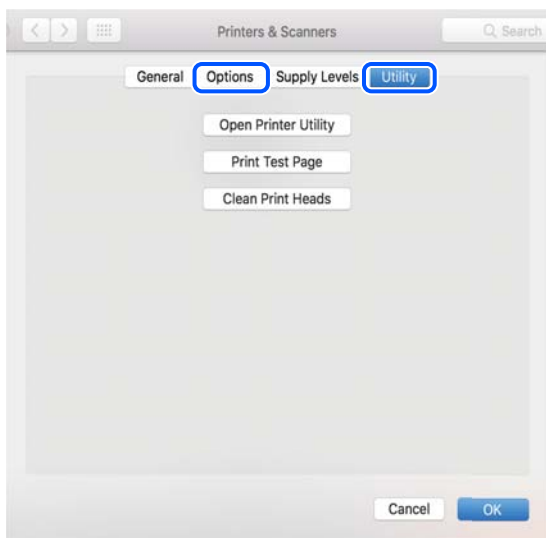 Printers & Scanners Search
General Options Supply Levels Utility
Open Printer Utility
Print Test Page
Clean Print Heads
Cancel OK